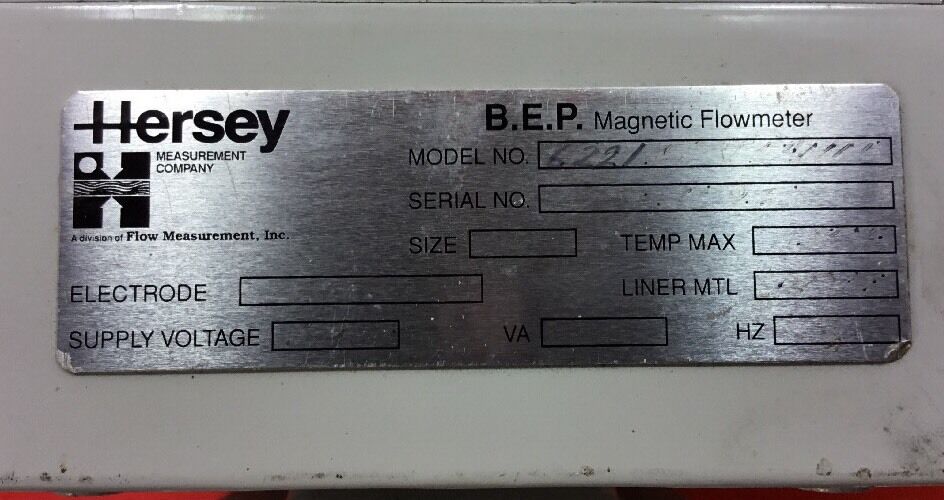 Hersey
MEASUREMENT
COMPANY
A division of Flow Measurement, Inc.
B.E.P. Magnetic Flowmeter
MODEL NO. 6221
SERIAL NO.
SIZE TEMP MAX
ELECTRODE LINER MTL
SUPPLY VOLTAGE VA HZ